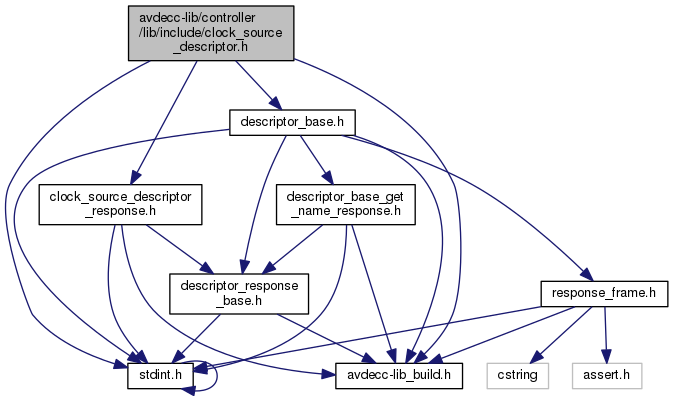 avdecc-lib/controller
/lib/include/clock_source
_descriptor.h
descriptor_base.h
clock_source_descriptor
_response.h
descriptor_base_get
_name_response.h
descriptor_response
_base.h
response_frame.h
stdint.h
avdecc-lib_build.h
cstring
assert.h